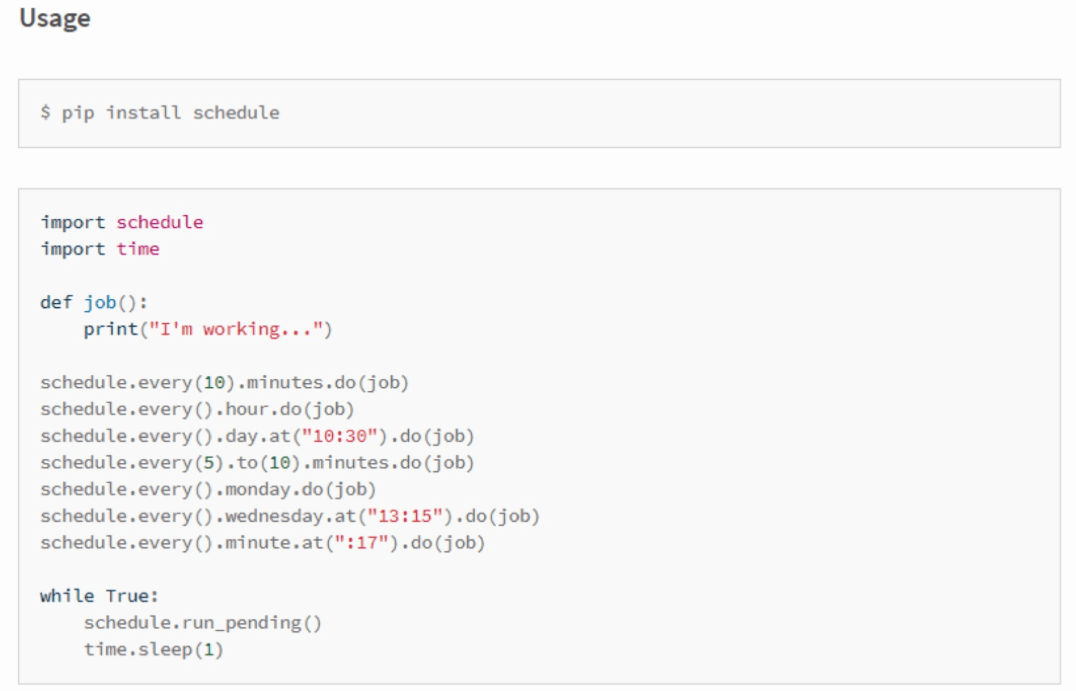 Usage
$ pip install schedule
import schedule
import time
def job():
    print("I'm working...")
schedule.every(10).minutes.do(job)
schedule.every().hour.do(job)
schedule.every().day.at("10:30").do(job)
schedule.every(5).to(10).minutes.do(job)
schedule.every().monday.do(job)
schedule.every().wednesday.at("13:15").do(job)
schedule.every().minute.at(":17").do(job)
while True:
    schedule.run_pending()
    time.sleep(1)